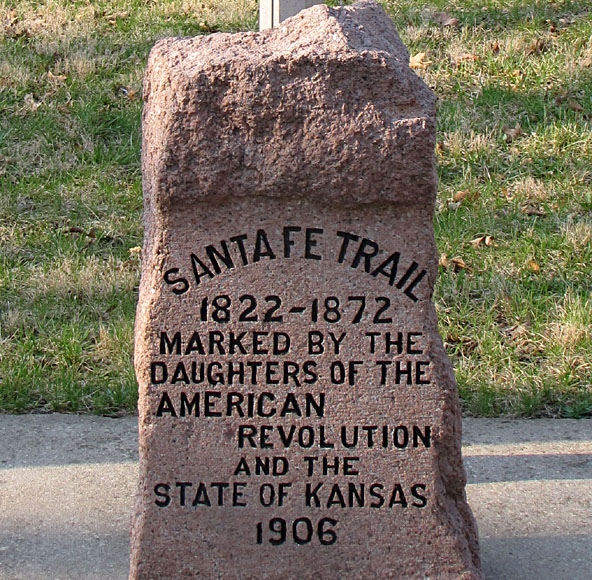 SANTA FE TRAIL
1822-1872
MARKED BY THE
DAUGHTERS OF THE
AMERICAN
REVOLUTION
AND THE
STATE OF KANSAS
1906